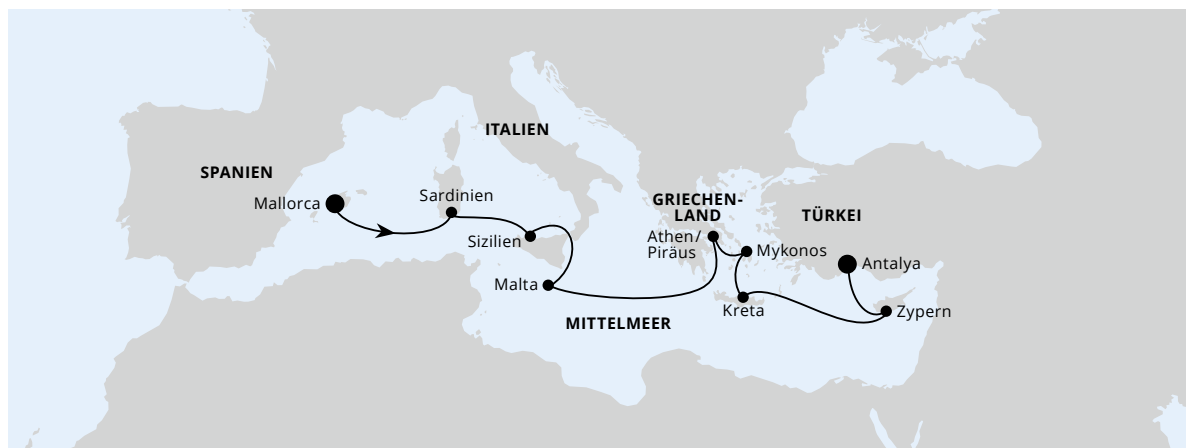 ITALIEN
SPANIEN
Mallorca
Sardinien
Sizilien
Malta
MITTELMEER
GRIECHEN-
LAND
Athen/
Piräus
Mykonos
Kreta
TÜRKEI
Antalya
Zypern